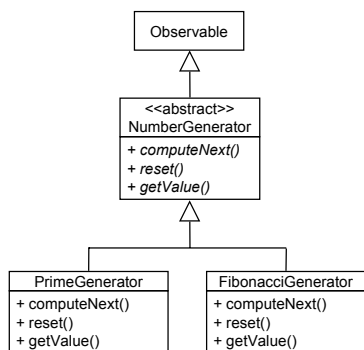 Observable
<<abstract>>
NumberGenerator
+ computeNext()
+ reset()
+ getValue()
PrimeGenerator
+ computeNext()
+ reset()
+ getValue()
FibonacciGenerator
+ computeNext()
+ reset()
+ getValue()